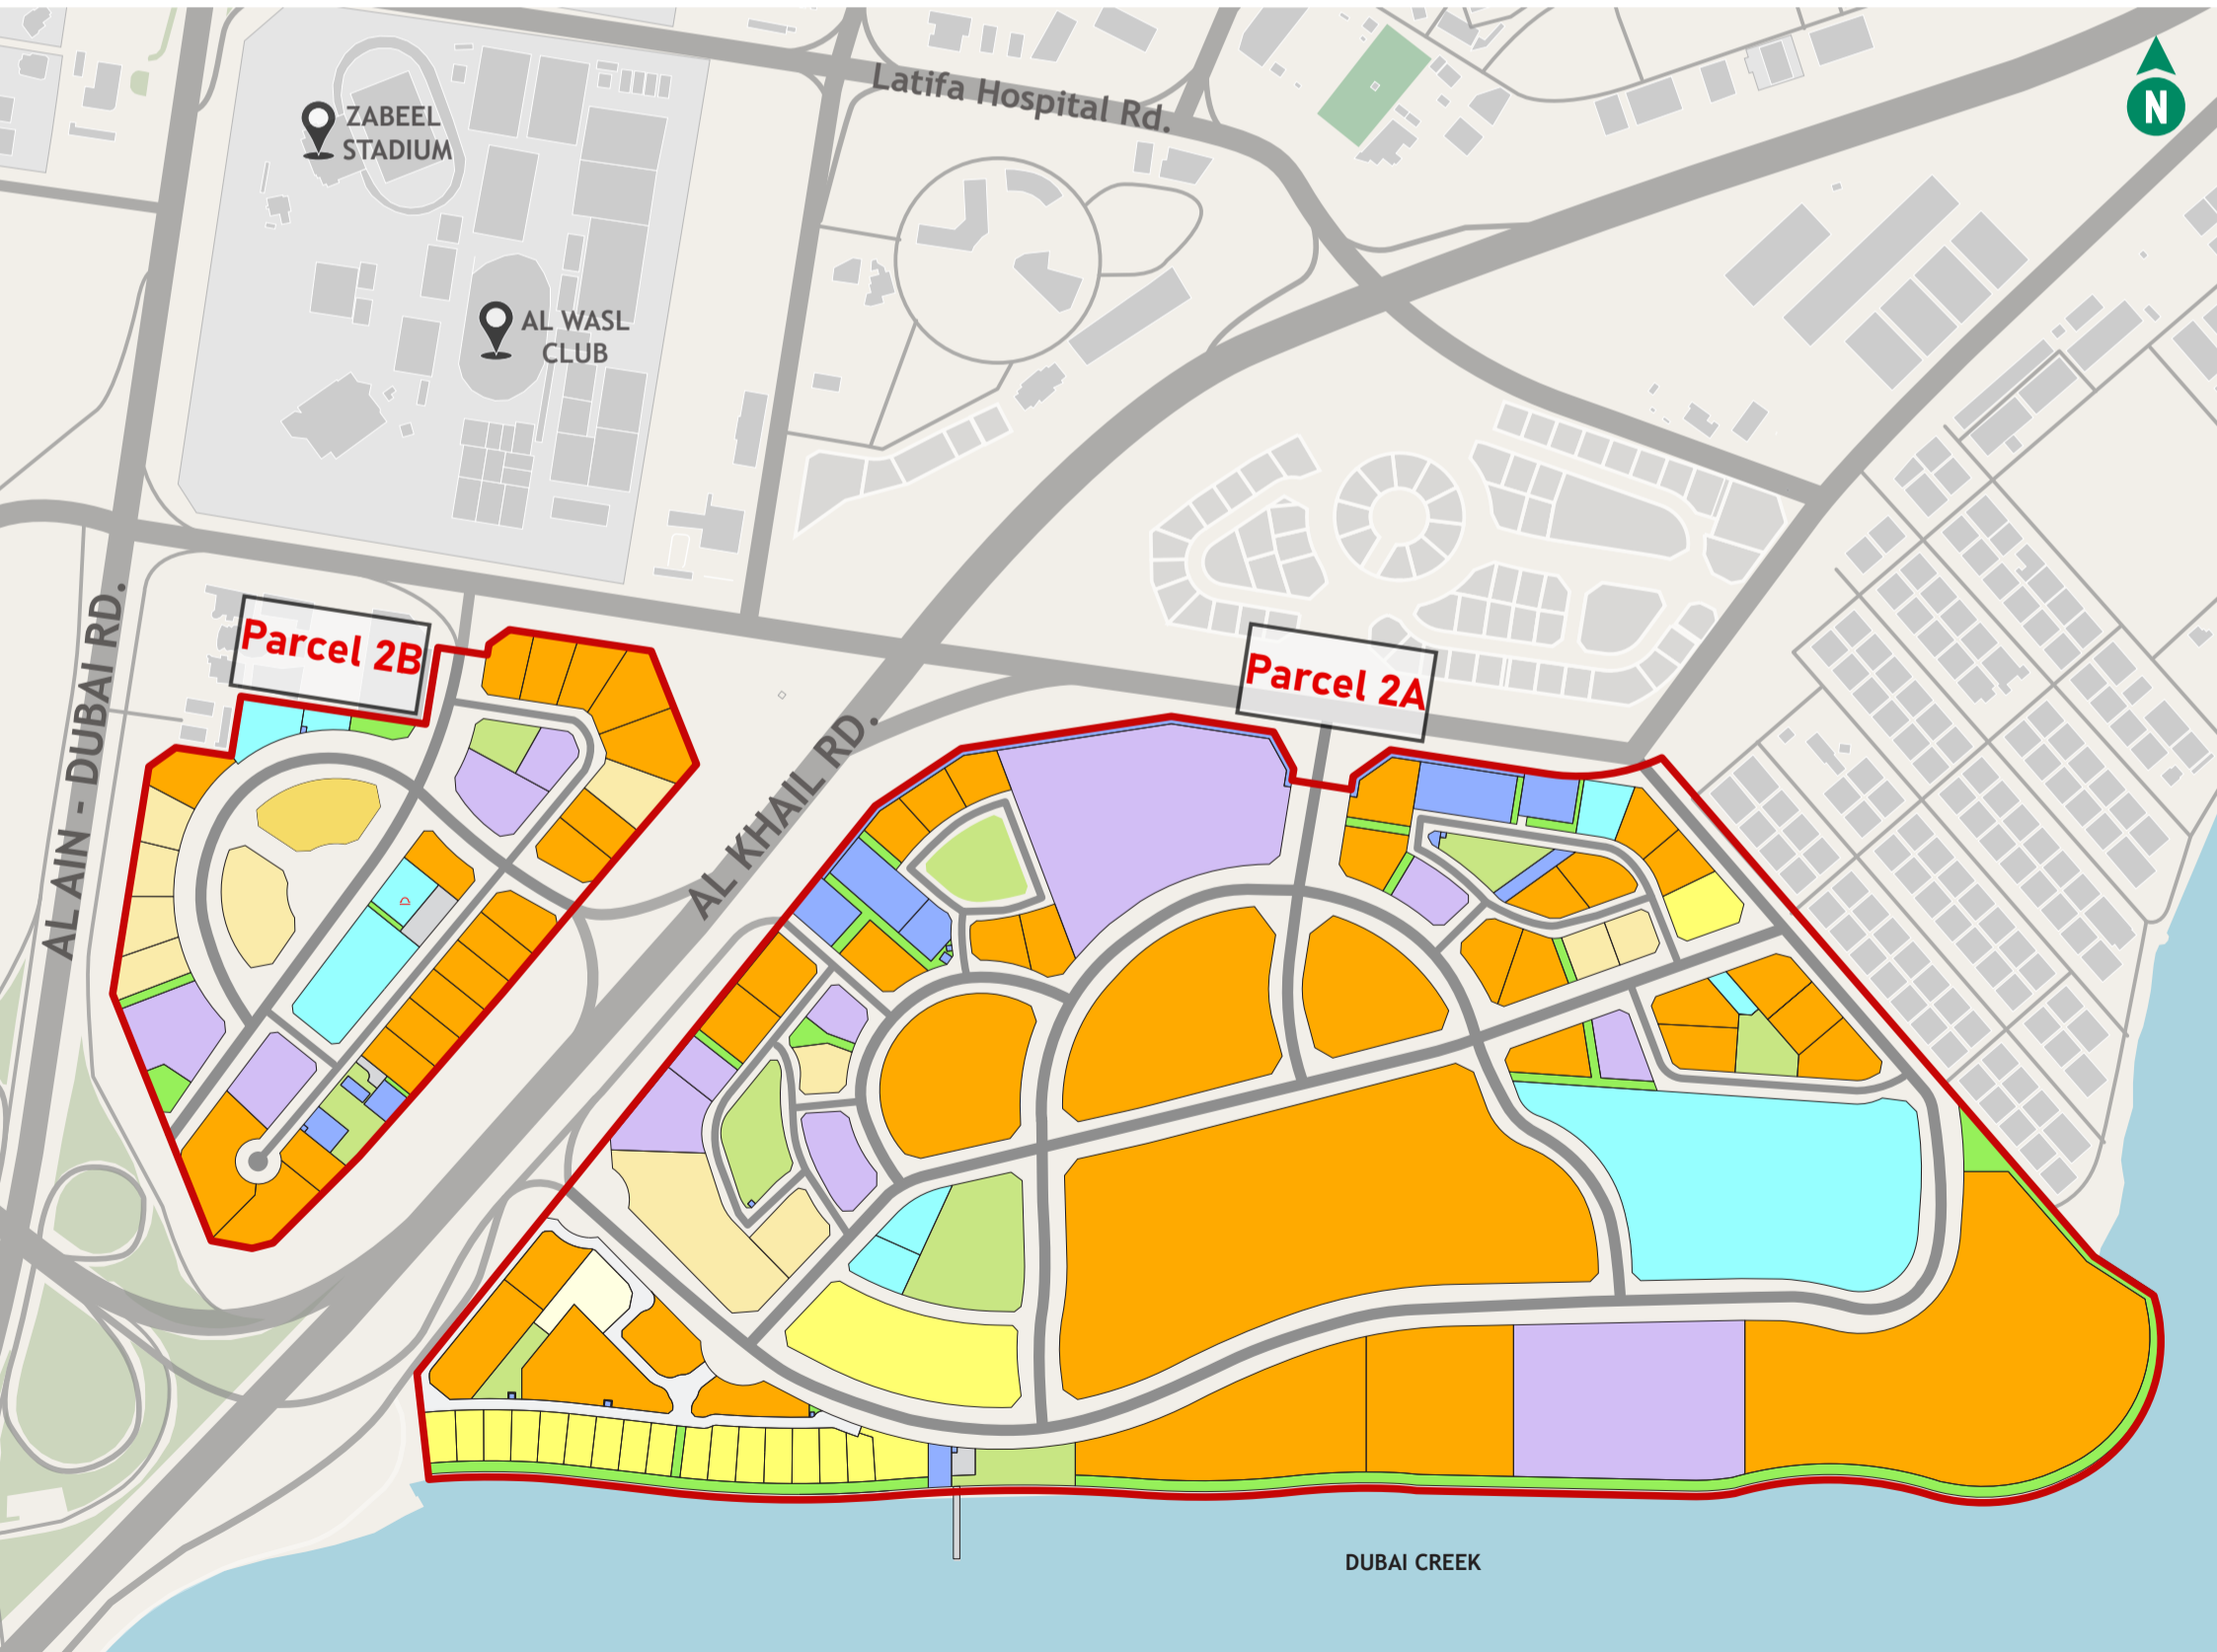 Latifa Hospital Rd.
N
ZABEEL
STADIUM
AL WASL
CLUB
AL AIN - DUBAI RD.
Parcel 2B
Parcel 2A
AL KHAIL RD.
DUBAI CREEK